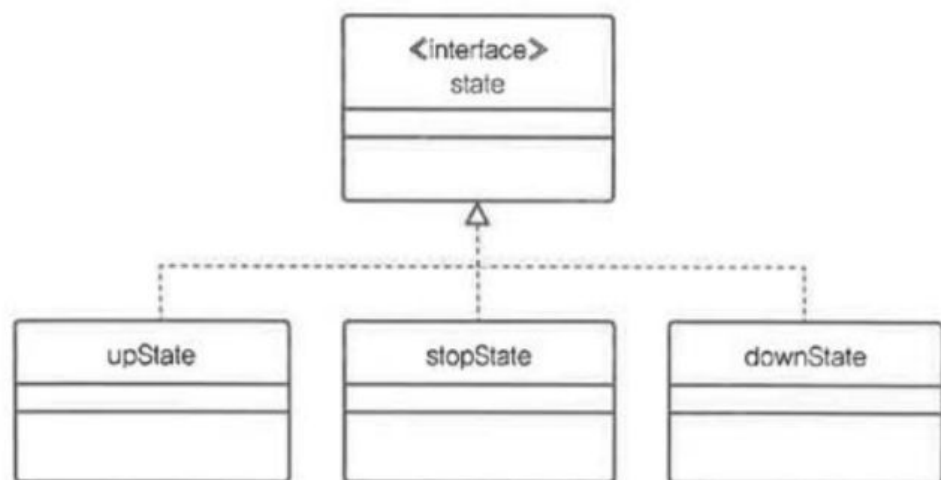 ≪interface≫
state
upState
stopState
downState